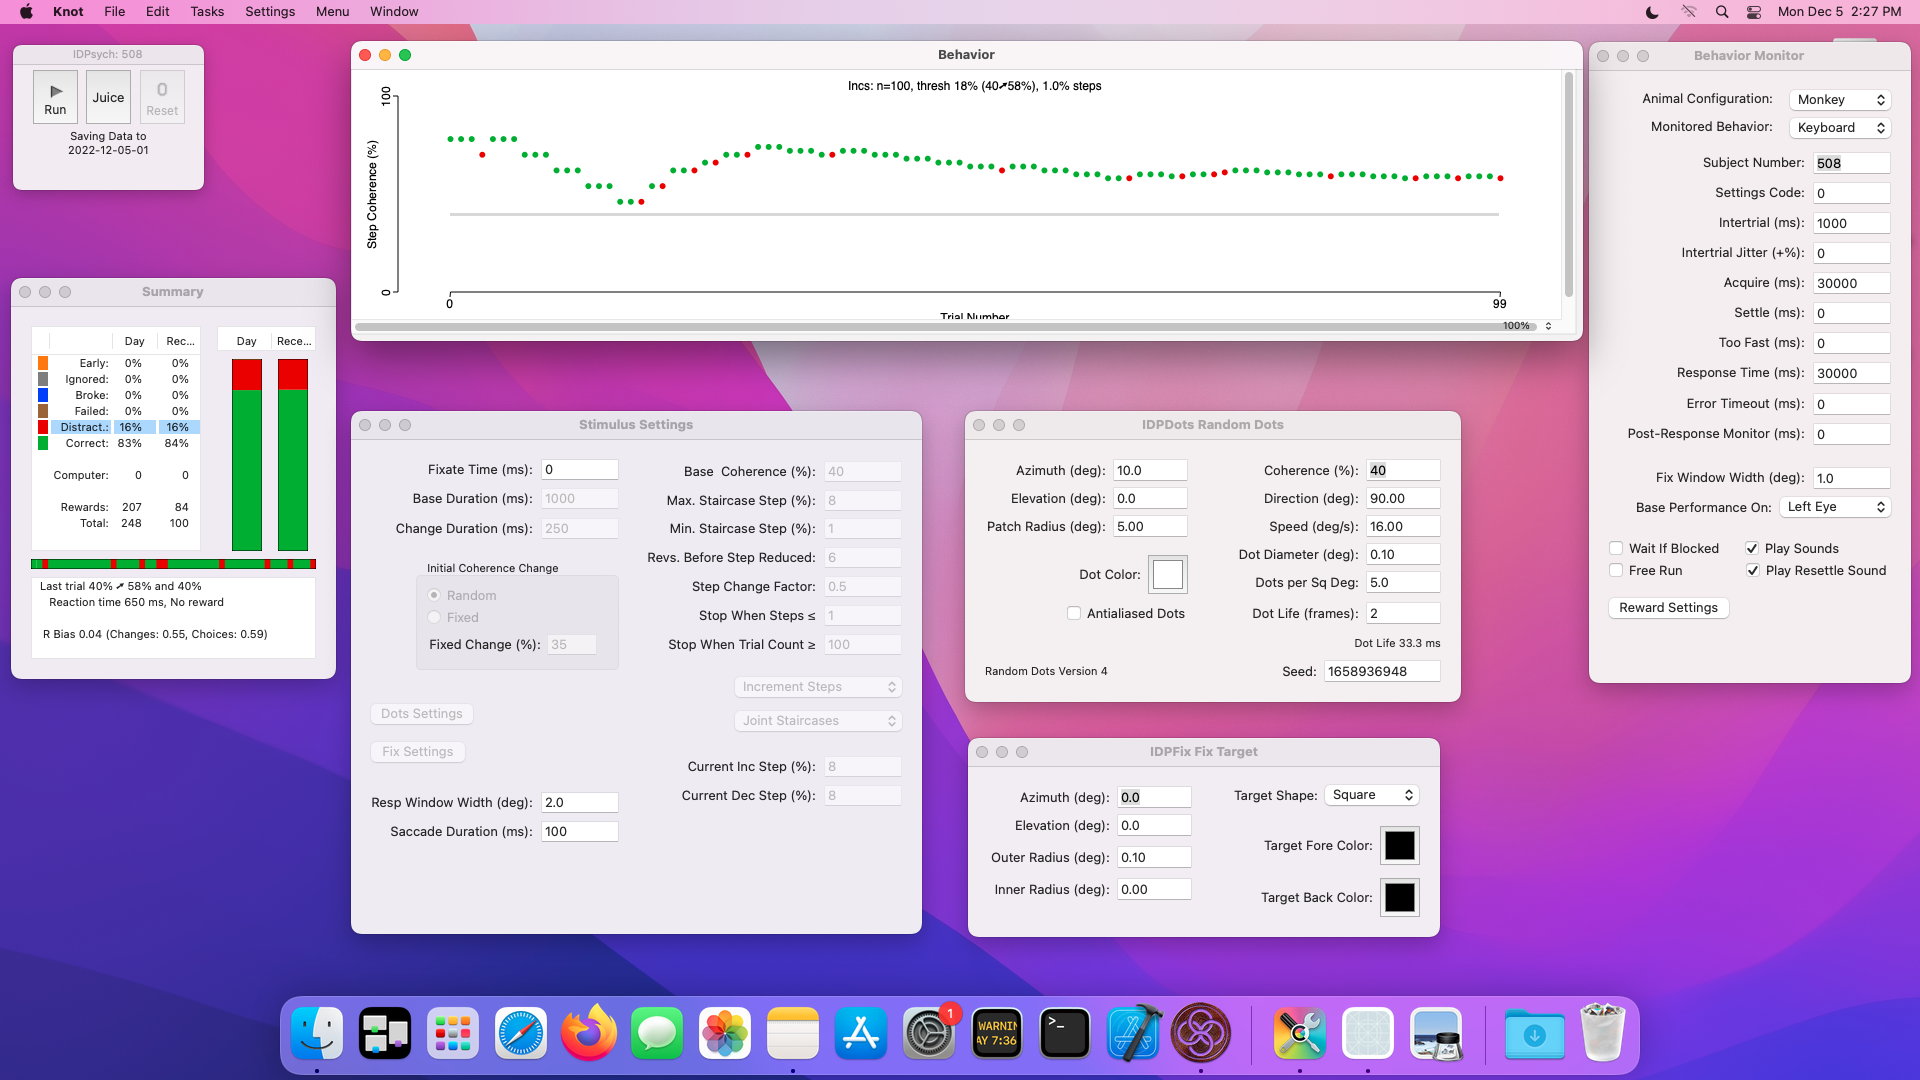 Knot File Edit Tasks Settings Menu Window
Mon Dec 5 2:27 PM
IDPsych: 508
Run
Juice
0
Reset
Saving Data to
2022-12-05-01
Behavior
Incs: n=100, thresh 18% (40➚58%), 1.0% steps
100
Step Coherence (%)
0
0
99
Trial Number
100%
Behavior Monitor
Animal Configuration: Monkey
Monitored Behavior: Keyboard
Subject Number: 508
Settings Code: 0
Intertrial (ms): 1000
Intertrial Jitter (+%): 0
Acquire (ms): 30000
Settle (ms): 0
Too Fast (ms): 0
Response Time (ms): 30000
Error Timeout (ms): 0
Post-Response Monitor (ms): 0
Fix Window Width (deg): 1.0
Base Performance On: Left Eye
Wait If Blocked
Play Sounds
Free Run
Play Resettle Sound
Reward Settings
Summary
Day Rec...
Early: 0% 0%
Ignored: 0% 0%
Broke: 0% 0%
Failed: 0% 0%
Distract.: 16% 16%
Correct: 83% 84%
Computer: 0 0
Rewards: 207 84
Total: 248 100
Day Rece...
Last trial 40% ➚ 58% and 40%
Reaction time 650 ms, No reward
R Bias 0.04 (Changes: 0.55, Choices: 0.59)
Stimulus Settings
Fixate Time (ms): 0
Base Duration (ms): 1000
Change Duration (ms): 250
Initial Coherence Change
Random
Fixed
Fixed Change (%): 35
Dots Settings
Fix Settings
Resp Window Width (deg): 2.0
Saccade Duration (ms): 100
Base Coherence (%): 40
Max. Staircase Step (%): 8
Min. Staircase Step (%): 1
Revs. Before Step Reduced: 6
Step Change Factor: 0.5
Stop When Steps ≤ 1
Stop When Trial Count ≥ 100
Increment Steps
Joint Staircases
Current Inc Step (%): 8
Current Dec Step (%): 8
IDPDots Random Dots
Azimuth (deg): 10.0
Elevation (deg): 0.0
Patch Radius (deg): 5.00
Dot Color:
Antialiased Dots
Random Dots Version 4
Coherence (%): 40
Direction (deg): 90.00
Speed (deg/s): 16.00
Dot Diameter (deg): 0.10
Dots per Sq Deg: 5.0
Dot Life (frames): 2
Dot Life 33.3 ms
Seed: 1658936948
IDPFix Fix Target
Azimuth (deg): 0.0
Elevation (deg): 0.0
Outer Radius (deg): 0.10
Inner Radius (deg): 0.00
Target Shape: Square
Target Fore Color:
Target Back Color:
1
WARNIN
AY 7:36
>_